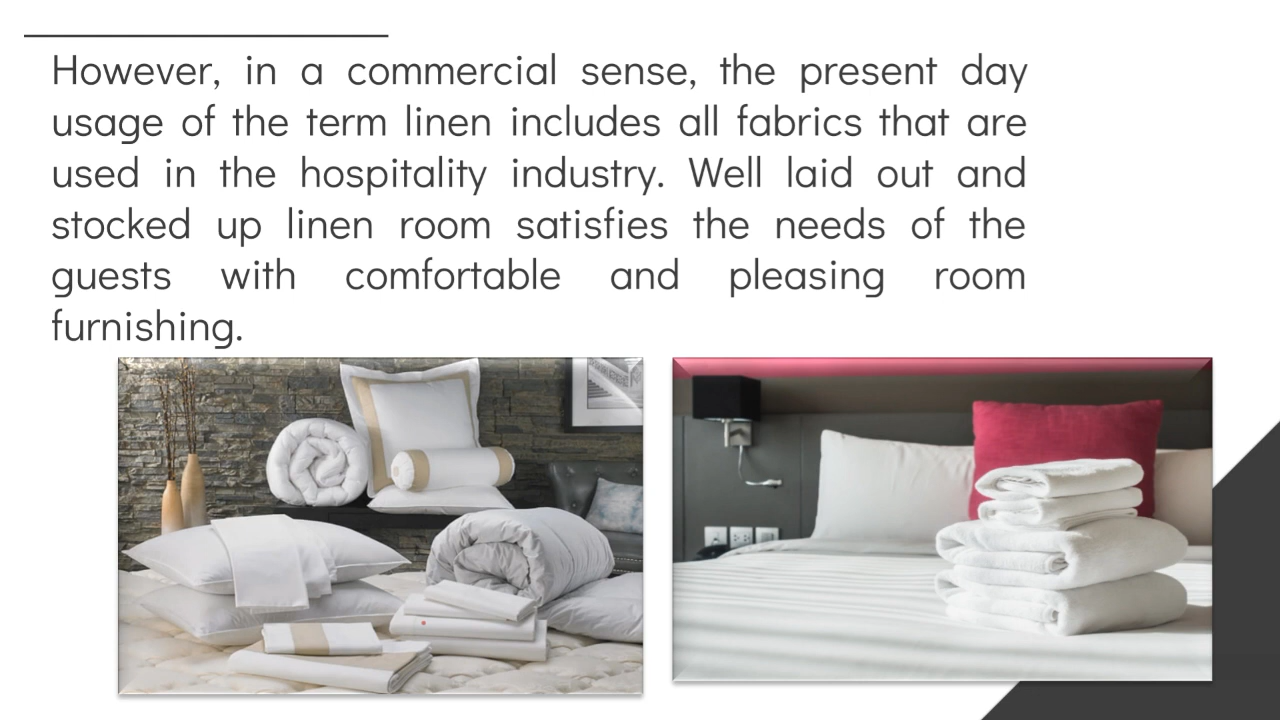 However, in a commercial sense, the present day
usage of the term linen includes all fabrics that are
used in the hospitality industry. Well laid out and
stocked up linen room satisfies the needs of the
guests with comfortable and pleasing room
furnishing.